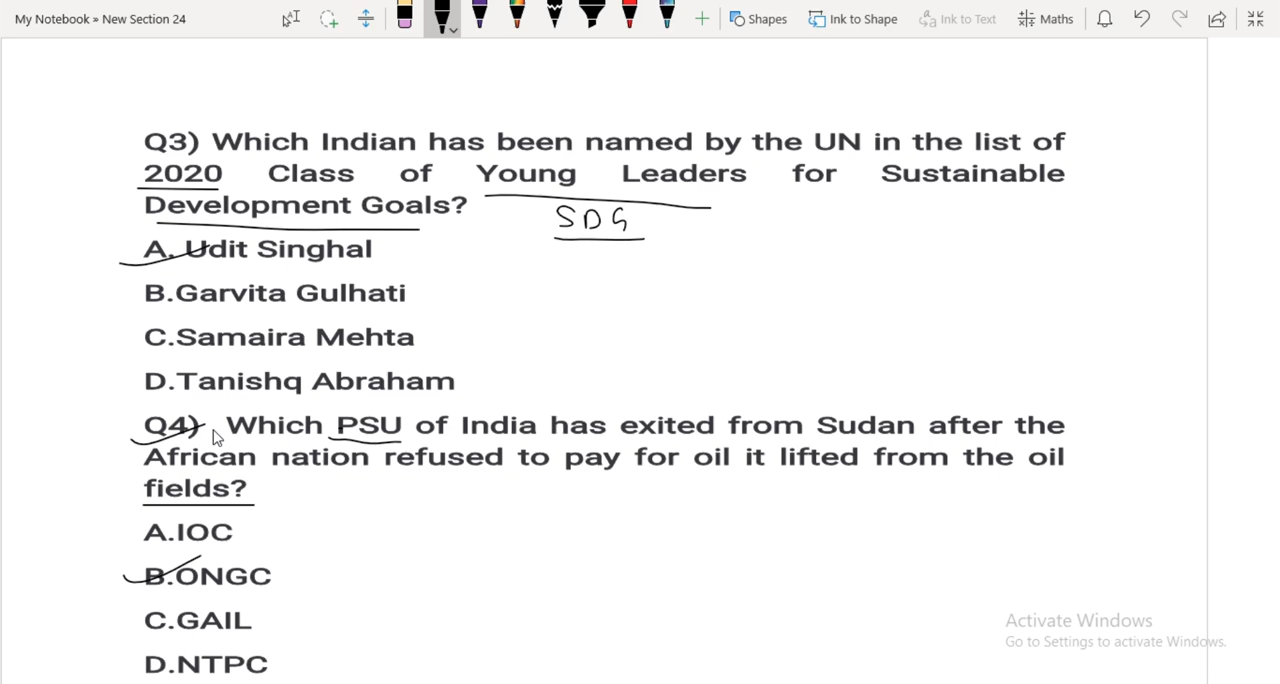 My Notebook » New Section 24
Shapes Ink to Shape Ink to Text Maths
Q3) Which Indian has been named by the UN in the list of
2020 Class of Young Leaders for Sustainable
Development Goals?
SDG
A. Udit Singhal
B.Garvita Gulhati
C.Samaira Mehta
D.Tanishq Abraham
Q4) Which PSU of India has exited from Sudan after the
African nation refused to pay for oil it lifted from the oil
fields?
A.IOC
B.ONGC
C.GAIL
D.NTPC
Activate Windows
Go to Settings to activate Windows.